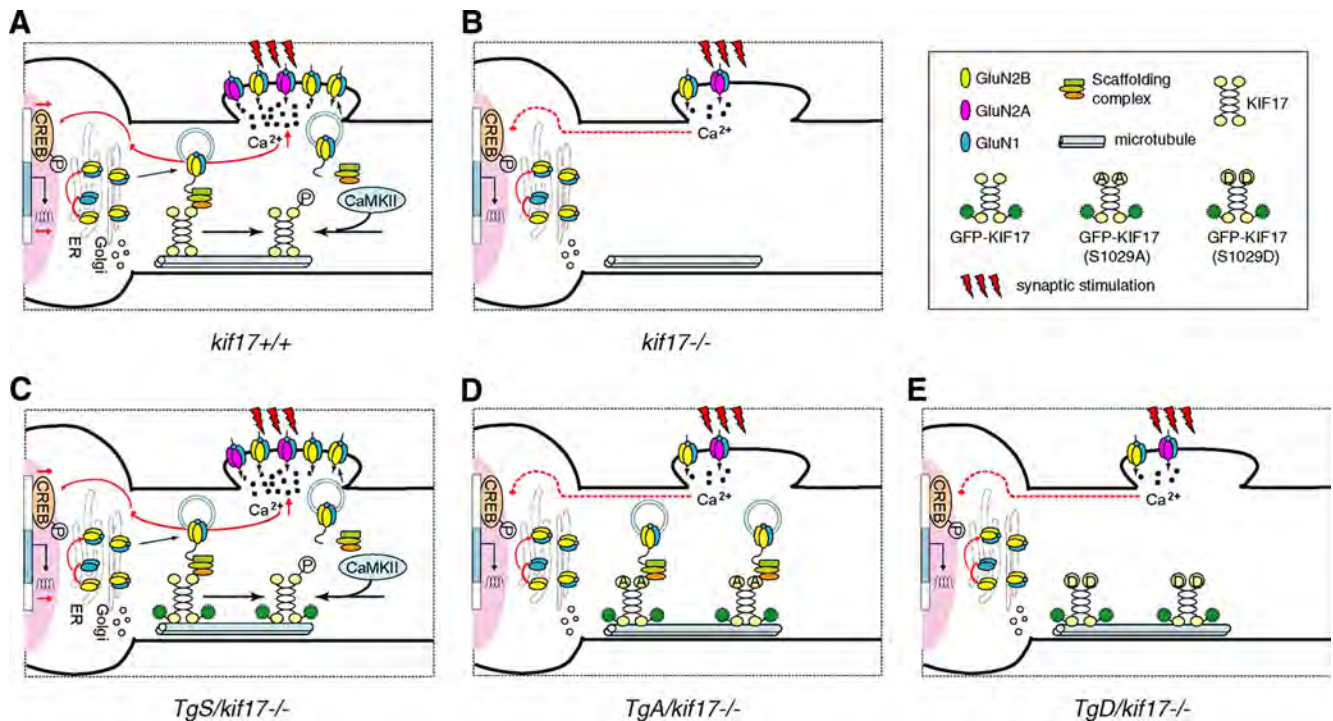 A
CREB
P
ER
Golgi
Ca2+
P
CaMKII
kif17+/+
B
CREB
P
Ca2+
kif17-/-
GluN2B
GluN2A
GluN1
Scaffolding
complex
KIF17
microtubule
A A
D D
GFP-KIF17
GFP-KIF17
(S1029A)
GFP-KIF17
(S1029D)
synaptic stimulation
C
CREB
P
ER
Golgi
Ca2+
P
CaMKII
TgS/kif17-/-
D
CREB
P
Ca2+
A A
A A
TgA/kif17-/-
E
CREB
P
Ca2+
D D
D D
TgD/kif17-/-